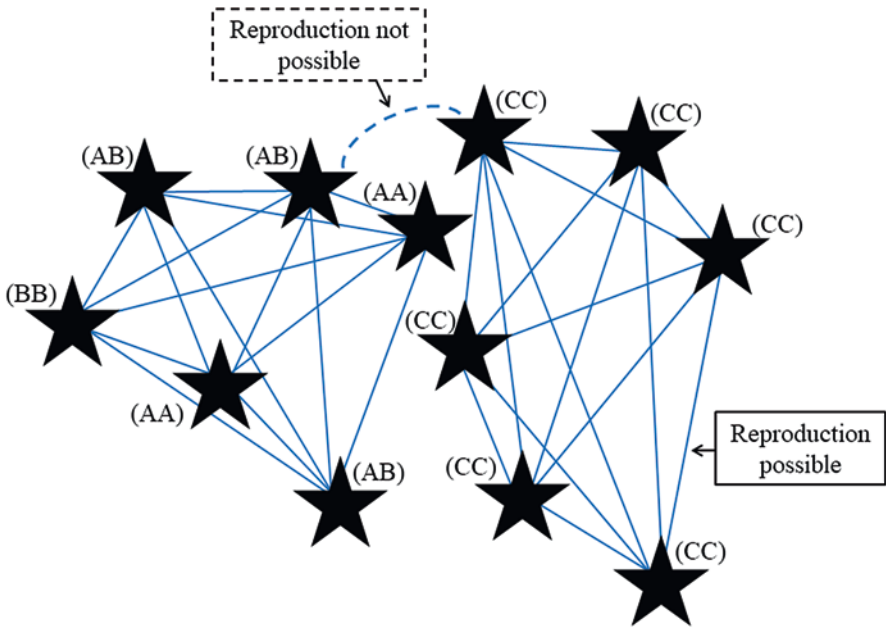 Reproduction not
possible
(CC)
(CC)
(AB)
(AB)
(AA)
(CC)
(BB)
(CC)
(AA)
Reproduction
possible
(CC)
(AB)
(CC)